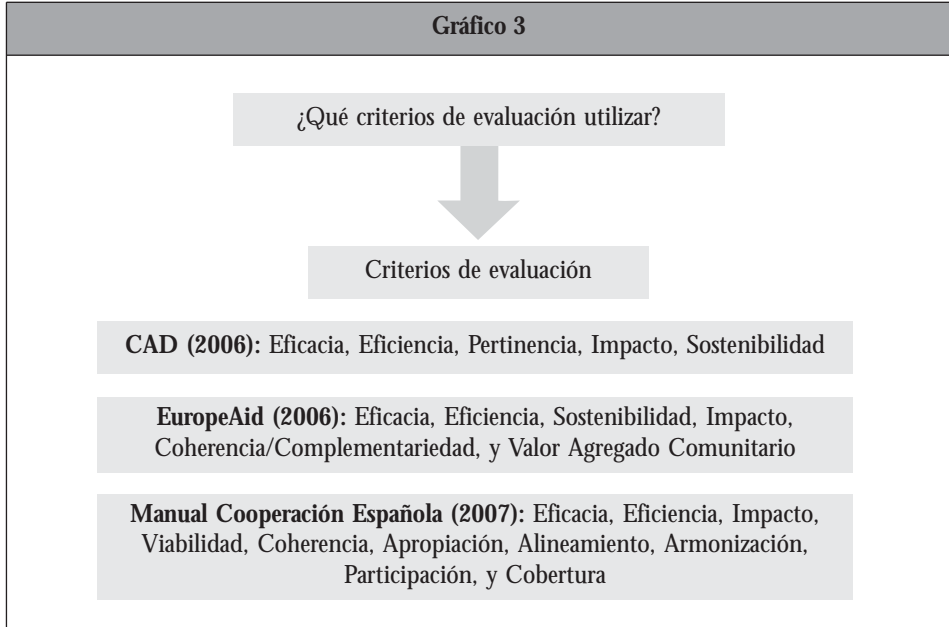 Gráfico 3
¿Qué criterios de evaluación utilizar?
Criterios de evaluación
CAD (2006): Eficacia, Eficiencia, Pertinencia, Impacto, Sostenibilidad
EuropeAid (2006): Eficacia, Eficiencia, Sostenibilidad, Impacto,
Coherencia/Complementariedad, y Valor Agregado Comunitario
Manual Cooperación Española (2007): Eficacia, Eficiencia, Impacto,
Viabilidad, Coherencia, Apropiación, Alineamiento, Armonización,
Participación, y Cobertura